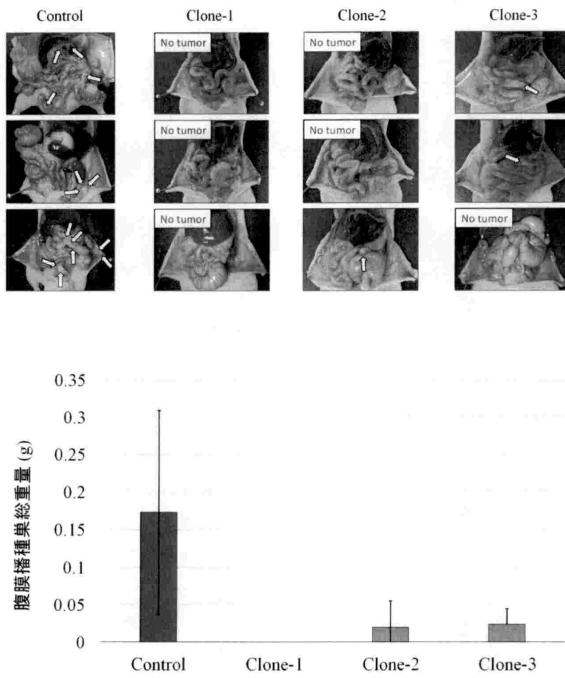 Control Clone-1 Clone-2 Clone-3
No tumor No tumor
No tumor No tumor
No tumor No tumor
0.35
0.3
0.25
0.2
0.15
0.1
0.05
0
腹膜播種巣総重量 (g)
Control Clone-1 Clone-2 Clone-3